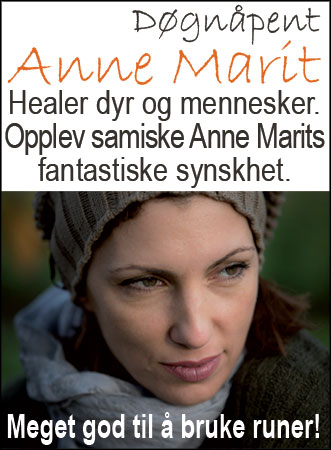 Døgnåpent
Anne Marit
Healer dyr og mennesker.
Opplev samiske Anne Marits
fantastiske synskhet.
Meget god til å bruke runer!